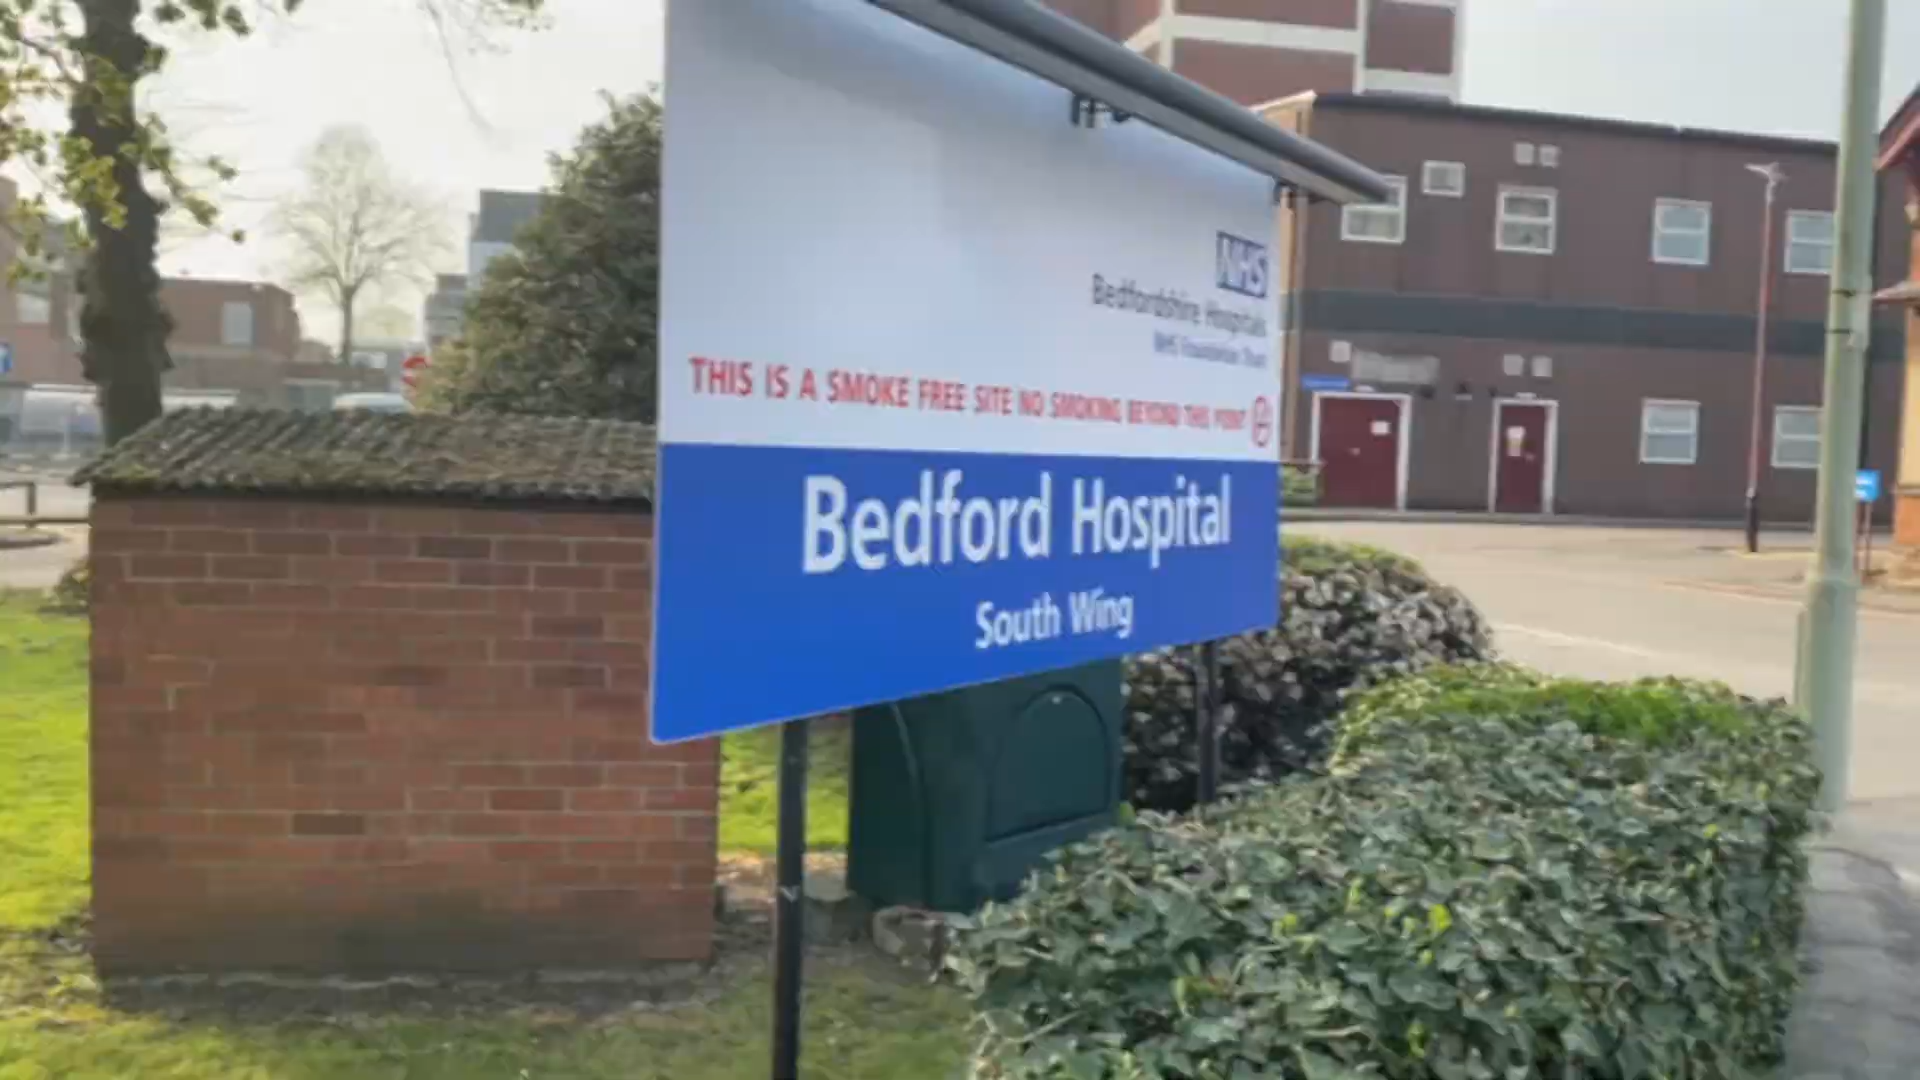 NHS
Bedfordshire Hospitals
NHS Foundation Trust
THIS IS A SMOKE FREE SITE NO SMOKING BEYOND THIS POINT
Bedford Hospital
South Wing